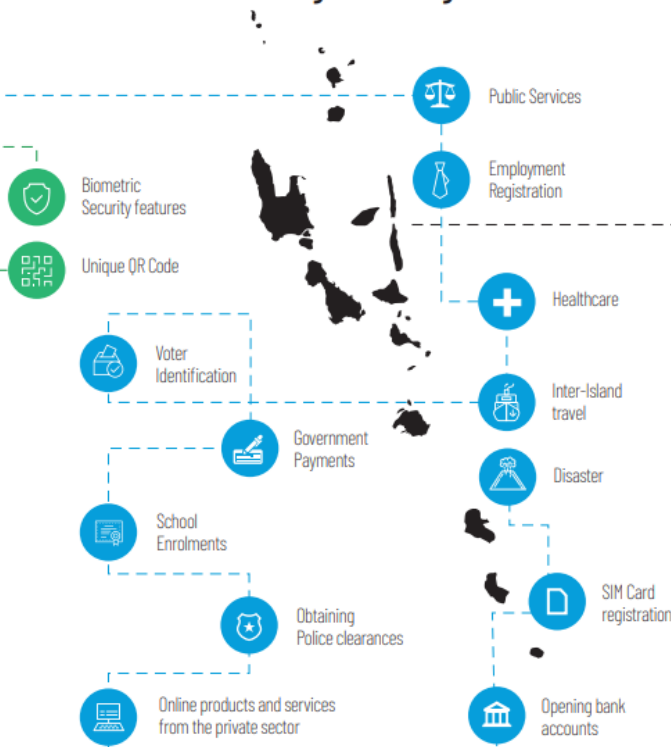 Public Services
Employment
Registration
Biometric
Security features
Unique QR Code
Healthcare
Voter
Identification
Inter-Island
travel
Government
Payments
Disaster
School
Enrolments
SIM Card
registration
Obtaining
Police clearances
Online products and services
from the private sector
Opening bank
accounts